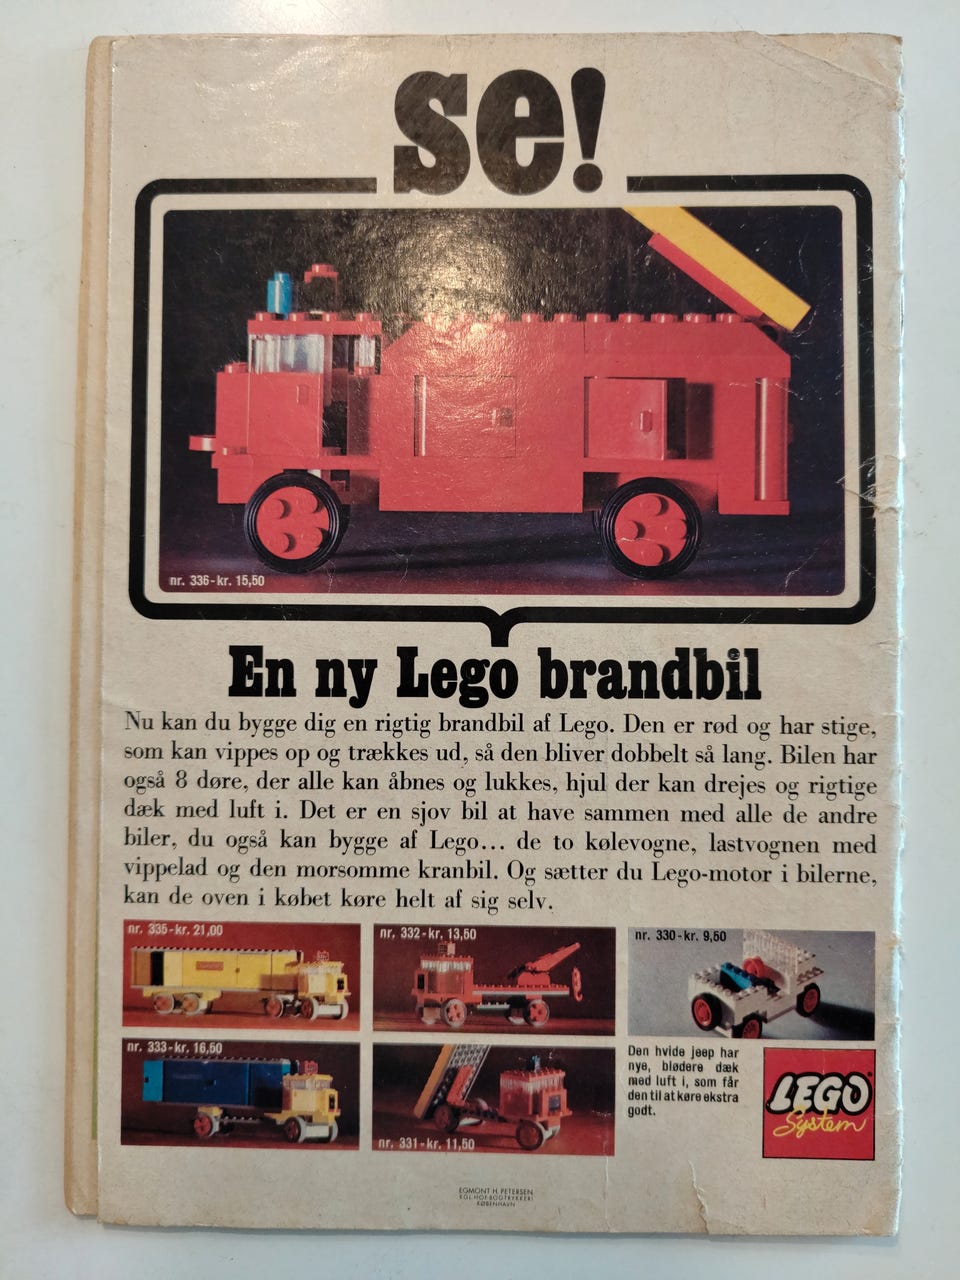 se!
nr. 336-kr. 15,50
En ny Lego brandbil
Nu kan du bygge dig en rigtig brandbil af Lego. Den er rød og har stige,
som kan vippes op og trækkes ud, så den bliver dobbelt så lang. Bilen har
også 8 døre, der alle kan åbnes og lukkes, hjul der kan drejes og rigtige
dæk med luft i. Det er en sjov bil at have sammen med alle de andre
biler, du også kan bygge af Lego... de to kølevogne, lastvognen med
vippelad og den morsomme kranbil. Og sætter du Lego-motor i bilerne,
kan de oven i købet køre helt af sig selv.
nr. 335-kr. 21,00
nr. 332-kr. 13,50
nr. 330-kr. 9,50
nr. 333-kr. 16,50
nr. 331-kr. 11,50
Den hvide jeep har
nye, blødere dæk
med luft i, som får
den til at køre ekstra
godt.
LEGO®
System
EGMONT H. PETERSEN
KGL. HOF-BOGTRYKKERI
KØBENHAVN